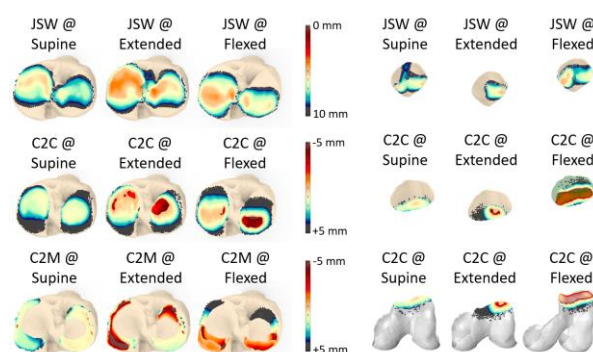 JSW @ Supine
JSW @ Extended
JSW @ Flexed
0 mm
10 mm
JSW @ Supine
JSW @ Extended
JSW @ Flexed
C2C @ Supine
C2C @ Extended
C2C @ Flexed
-5 mm
+5 mm
C2C @ Supine
C2C @ Extended
C2C @ Flexed
C2M @ Supine
C2M @ Extended
C2M @ Flexed
-5 mm
+5 mm
C2C @ Supine
C2C @ Extended
C2C @ Flexed